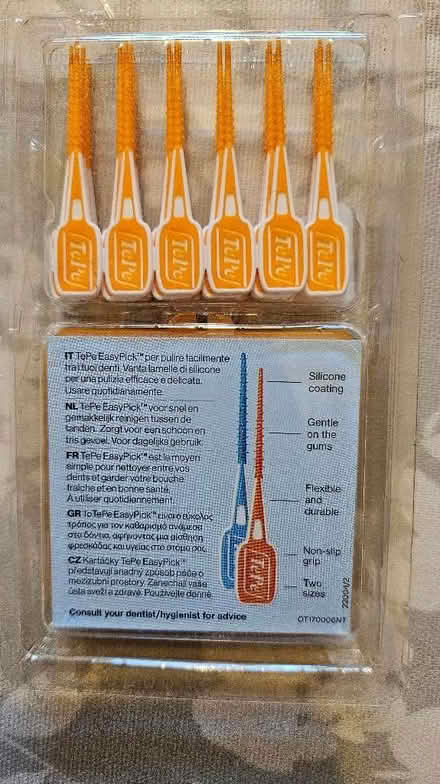 TePe TePe TePe TePe TePe TePe
IT TePe EasyPick™ per pulire facilmente
tra i tuoi denti. Vanta lamelle di silicone
per una pulizia efficace e delicata.
Usare quotidianamente.
NL TePe EasyPick™ voor snel en
gemakkelijk reinigen tussen de
tanden. Zorgt voor een schoon en
fris gevoel. Voor dagelijks gebruik.
FR TePe EasyPick™ est le moyen
simple pour nettoyer entre vos
dents et garder votre bouche
fraîche et en bonne santé.
A utiliser quotidiennement.
GR Το TePe EasyPick™ είναι ο εύκολος
τρόπος για τον καθαρισμό ανάμεσα
στα δόντια, αφήνοντας μια αίσθηση
φρεσκάδας και υγείας στο στόμα σας.
CZ Kartáčky TePe EasyPick™
představují snadný způsob péče o
mezizubní prostory. Zanechají vaše
ústa svěží a zdravé. Používejte denně.
Silicone
coating
Gentle
on the
gums
Flexible
and
durable
Non-slip
grip
Two
sizes
TePe
TePe
Consult your dentist/hygienist for advice
OT170006NT